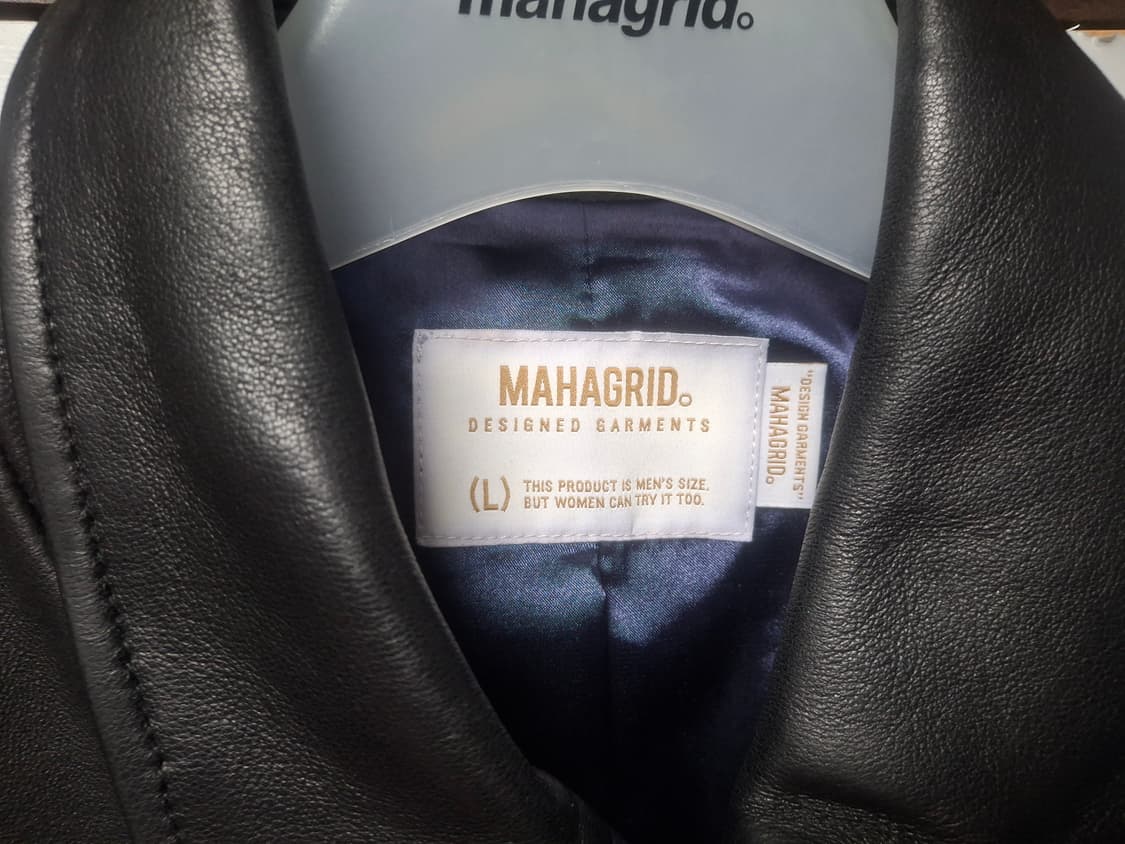 mahagrid
MAHAGRID
DESIGNED GARMENTS
(L) THIS PRODUCT IS MEN'S SIZE.
BUT WOMEN CAN TRY IT TOO.
"DESIGN GARMENTS"
MAHAGRID